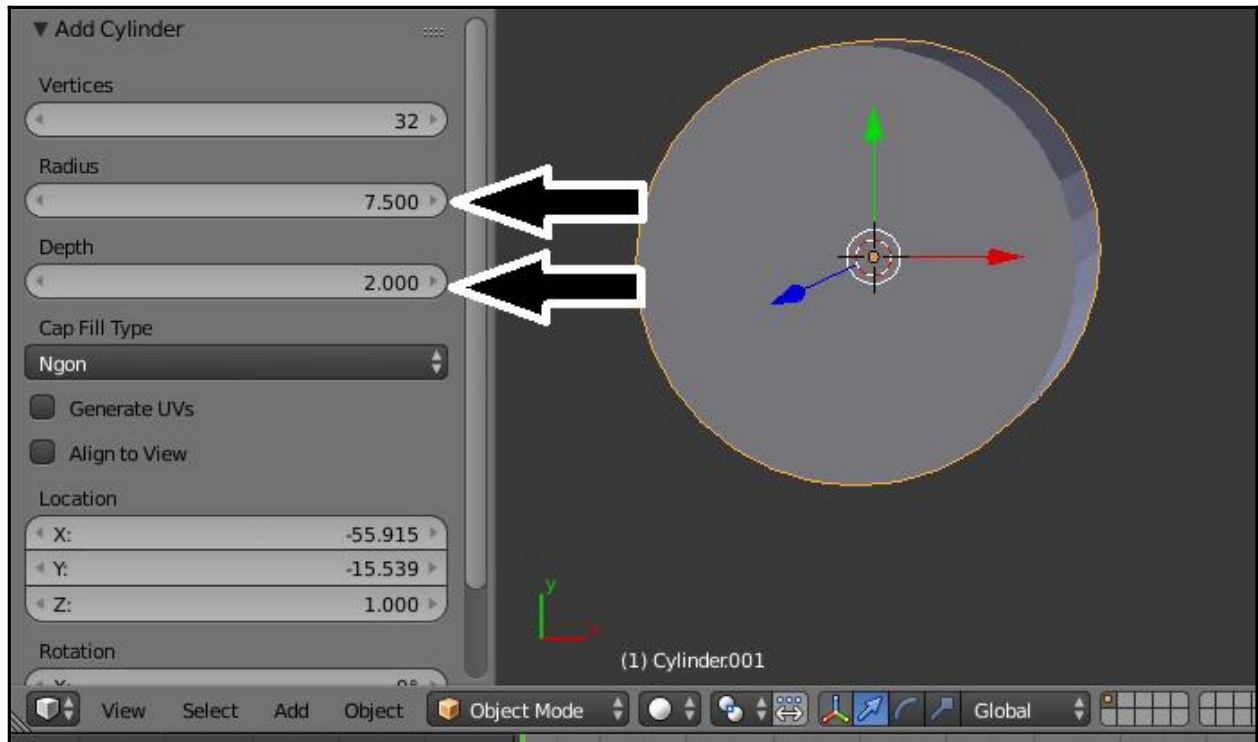 Add Cylinder
Vertices
32
Radius
7.500
Depth
2.000
Cap Fill Type
Ngon
Generate UVs
Align to View
Location
X: -55.915
Y: -15.539
Z: 1.000
Rotation
y
x
(1) Cylinder.001
View Select Add Object Object Mode Global